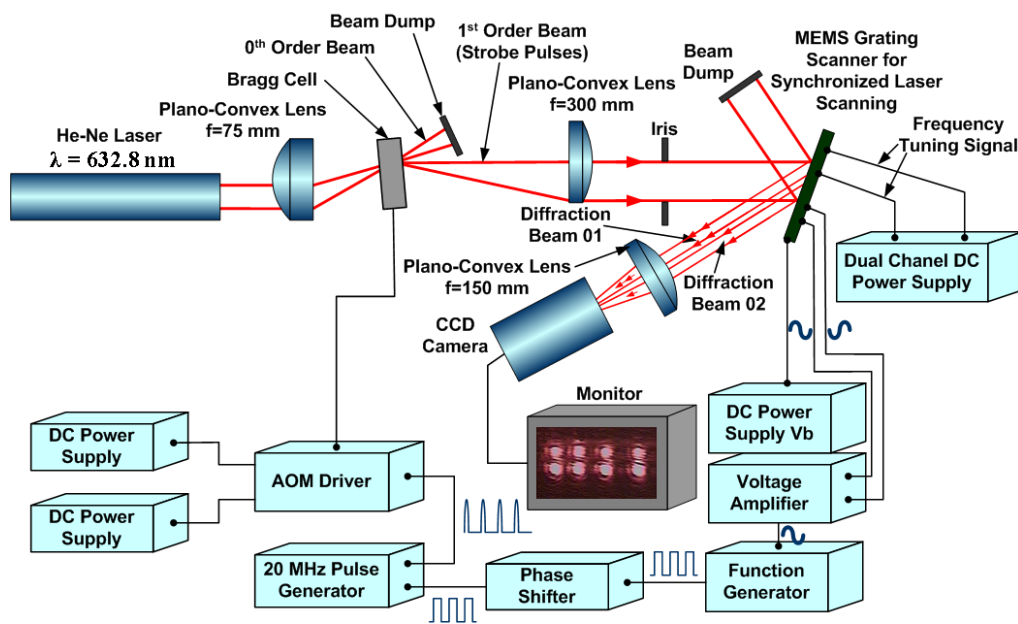 Beam Dump
0th Order Beam
Bragg Cell
Plano-Convex Lens
f=75 mm
He-Ne Laser
λ = 632.8 nm
1st Order Beam
(Strobe Pulses)
Plano-Convex Lens
f=300 mm
Iris
Beam
Dump
MEMS Grating
Scanner for
Synchronized Laser
Scanning
Frequency
Tuning Signal
Diffraction
Beam 01
Plano-Convex Lens
f=150 mm
Diffraction
Beam 02
Dual Chanel DC
Power Supply
CCD
Camera
Monitor
DC Power
Supply
DC Power
Supply
AOM Driver
DC Power
Supply Vb
Voltage
Amplifier
20 MHz Pulse
Generator
Phase
Shifter
Function
Generator